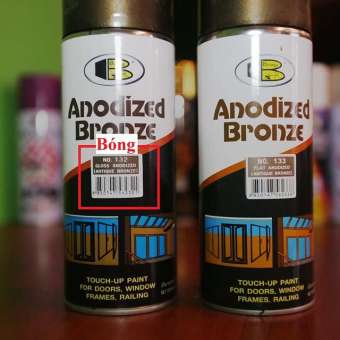 B
Anodized
Bronze
Bóng
NO. 132
GLOSS ANODIZED
(ANTIQUE BRONZE)
TOUCH-UP PAINT
FOR DOORS, WINDOW
FRAMES, RAILING
B
Anodized
Bronze
NO. 133
FLAT ANODIZED
(ANTIQUE BRONZE)
TOUCH-UP PAINT
FOR DOORS, WINDOW
FRAMES, RAILING